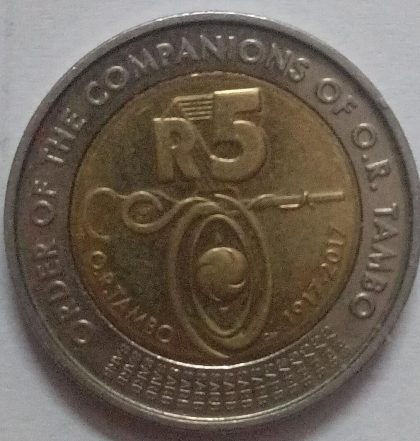 ORDER OF THE COMPANIONS OF O.R. TAMBO
R5
O.R.TAMBO
1917-2017